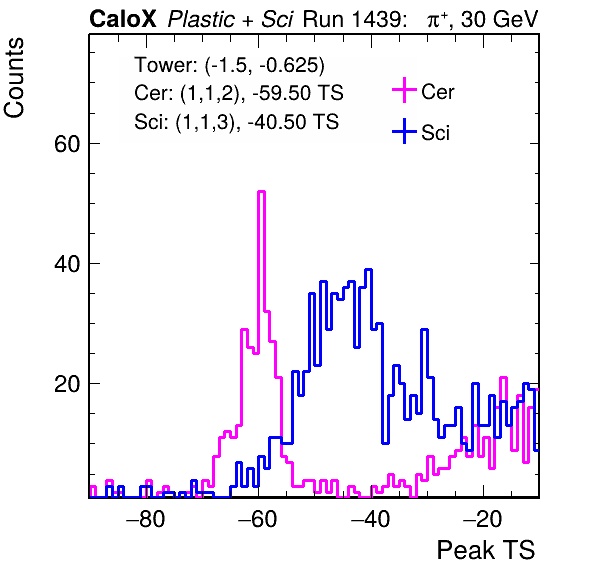 CaloX Plastic + Sci Run 1439: π⁺, 30 GeV
Counts
Tower: (-1.5, -0.625)
Cer: (1,1,2), -59.50 TS
Sci: (1,1,3), -40.50 TS
Cer
Sci
60
40
20
−80 −60 −40 −20
Peak TS